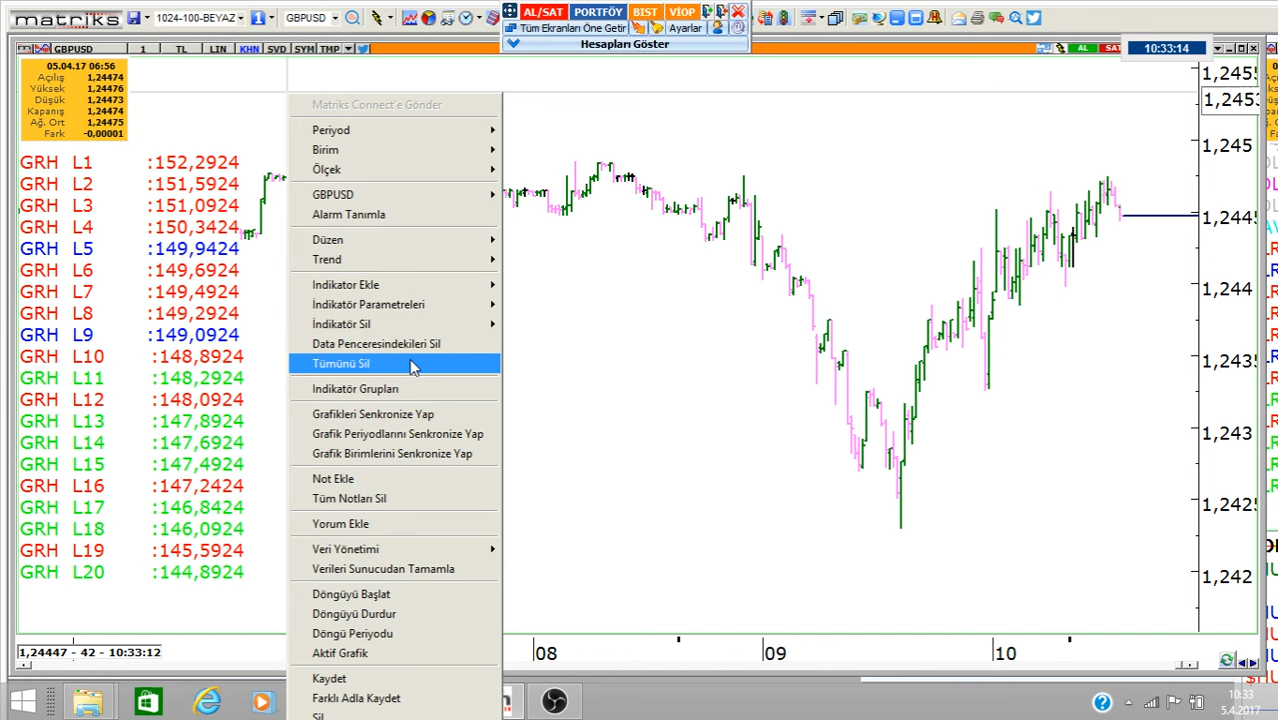 matriks 1024-100-BEYAZ GBPUSD
AL/SAT PORTFÖY BIST VİOP
Tüm Ekranları Öne Getir Ayarlar
Hesapları Göster
GBPUSD 1 TL LIN KHN SVD SYM TMP AL SAT 10:33:14
05.04.17 06:56
Açılış 1,24474
Yüksek 1,24476
Düşük 1,24473
Kapanış 1,24474
Ağ. Ort 1,24475
Fark -0,00001
GRH L1 :152,2924
GRH L2 :151,5924
GRH L3 :151,0924
GRH L4 :150,3424
GRH L5 :149,9424
GRH L6 :149,6924
GRH L7 :149,4924
GRH L8 :149,2924
GRH L9 :149,0924
GRH L10 :148,8924
GRH L11 :148,2924
GRH L12 :148,0924
GRH L13 :147,8924
GRH L14 :147,6924
GRH L15 :147,4924
GRH L16 :147,2424
GRH L17 :146,8424
GRH L18 :146,0924
GRH L19 :145,5924
GRH L20 :144,8924
Matriks Connect'e Gönder
Periyod
Birim
Ölçek
GBPUSD
Alarm Tanımla
Düzen
Trend
Indikator Ekle
İndikatör Parametreleri
İndikatör Sil
Data Penceresindekileri Sil
Tümünü Sil
Indikatör Grupları
Grafikleri Senkronize Yap
Grafik Periyodlarını Senkronize Yap
Grafik Birimlerini Senkronize Yap
Not Ekle
Tüm Notları Sil
Yorum Ekle
Veri Yönetimi
Verileri Sunucudan Tamamla
Döngüyü Başlat
Döngüyü Durdur
Döngü Periyodu
Aktif Grafik
Kaydet
Farklı Adla Kaydet
Sil
1,2455
1,2453
1,245
1,2445
1,244
1,2435
1,243
1,2425
1,242
1,24447 - 42 - 10:33:12
08 09 10
10:33
5.4.2017